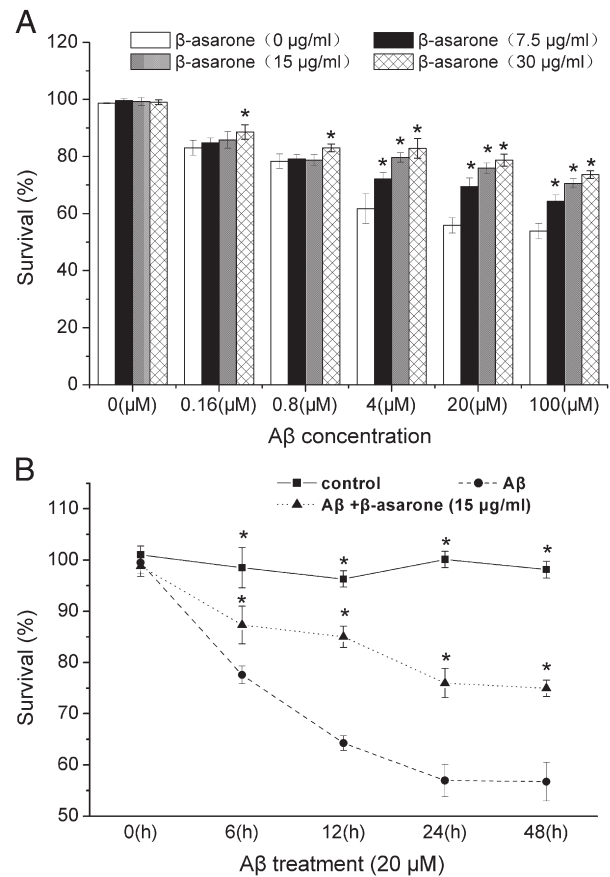 A
β-asarone（0 μg/ml） β-asarone（7.5 μg/ml）
β-asarone（15 μg/ml） β-asarone（30 μg/ml）
120
100
80
60
40
20
0
Survival (%)
* * * * * * * * * * *
0(μM) 0.16(μM) 0.8(μM) 4(μM) 20(μM) 100(μM)
Aβ concentration
B
control Aβ
Aβ +β-asarone (15 μg/ml)
110
100
90
80
70
60
50
Survival (%)
* * * *
* * * *
0(h) 6(h) 12(h) 24(h) 48(h)
Aβ treatment (20 μM)